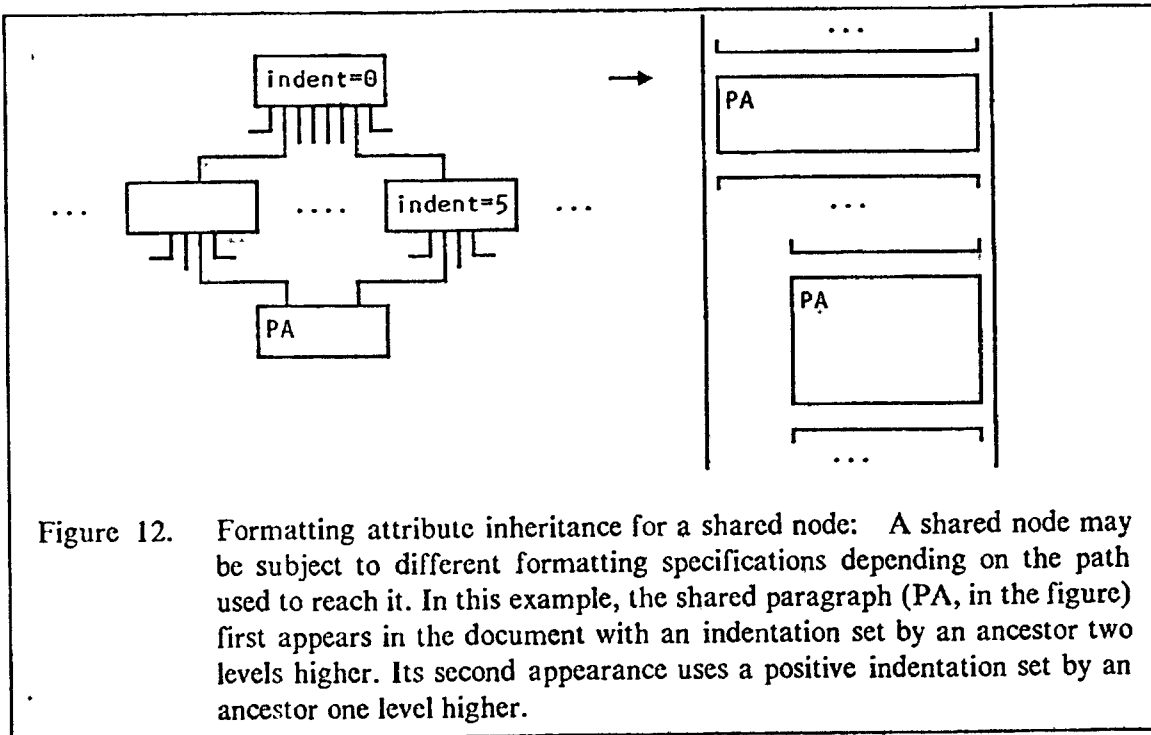 indent=0
...
PA
... .... indent=5 ...
...
PA
PA
...
Figure 12. Formatting attribute inheritance for a shared node: A shared node may
be subject to different formatting specifications depending on the path
used to reach it. In this example, the shared paragraph (PA, in the figure)
first appears in the document with an indentation set by an ancestor two
levels higher. Its second appearance uses a positive indentation set by an
ancestor one level higher.